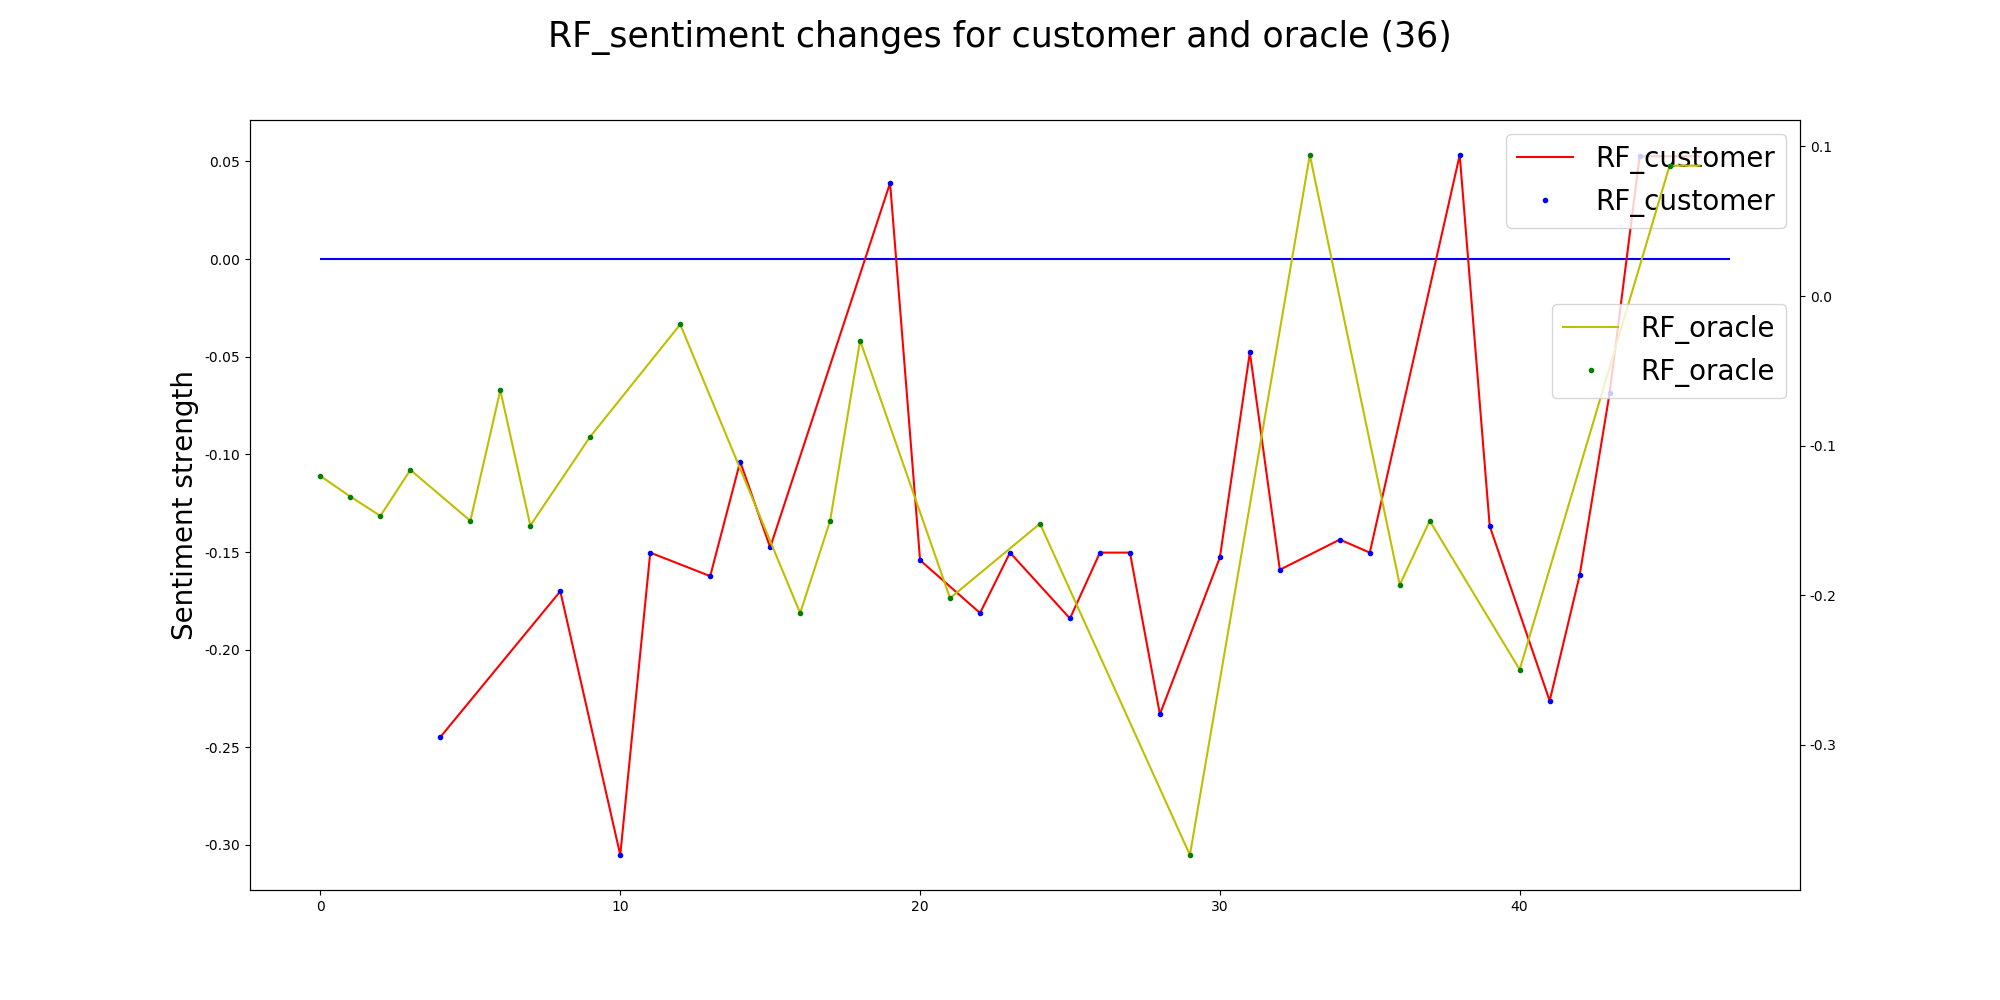 RF_sentiment changes for customer and oracle (36)
Sentiment strength
0.05
0.00
-0.05
-0.10
-0.15
-0.20
-0.25
-0.30
0 10 20 30 40
0.1
0.0
-0.1
-0.2
-0.3
RF_customer
RF_customer
RF_oracle
RF_oracle